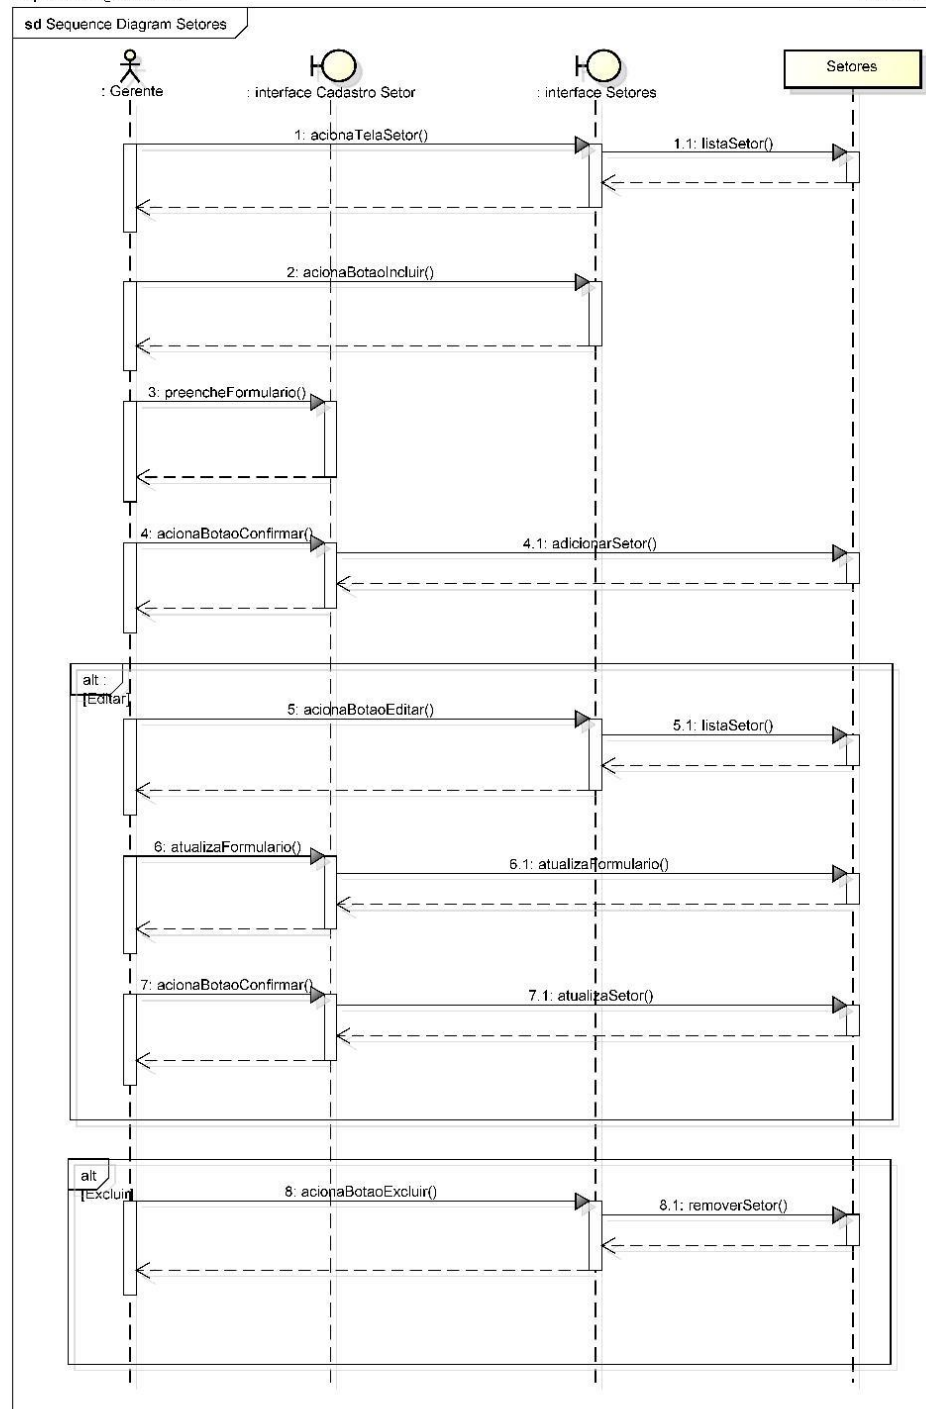 sd Sequence Diagram Setores
: Gerente
: interface Cadastro Setor
: interface Setores
Setores
1: acionaTelaSetor()
1.1: listaSetor()
2: acionaBotaoIncluir()
3: preencheFormulario()
4: acionaBotaoConfirmar()
4.1: adicionarSetor()
alt :
[Editar]
5: acionaBotaoEditar()
5.1: listaSetor()
6: atualizaFormulario()
6.1: atualizaFormulario()
7: acionaBotaoConfirmar()
7.1: atualizaSetor()
alt
[Excluir]
8: acionaBotaoExcluir()
8.1: removerSetor()